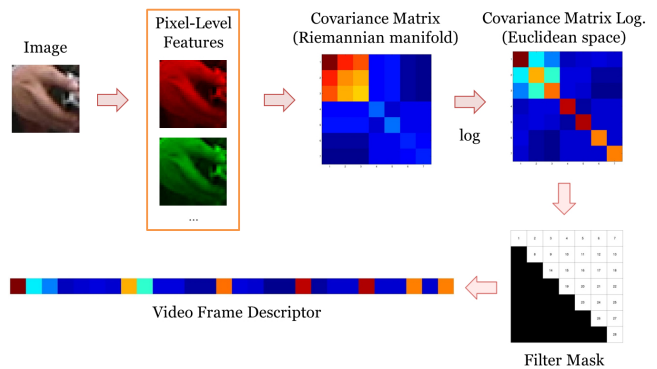 Image
Pixel-Level
Features
...
Covariance Matrix
(Riemannian manifold)
log
Covariance Matrix Log.
(Euclidean space)
1 2 3 4 5 6 7
8 9 10 11 12 13
14 15 16 17 18
19 20 21 22
23 24 25
26 27
28
Filter Mask
Video Frame Descriptor